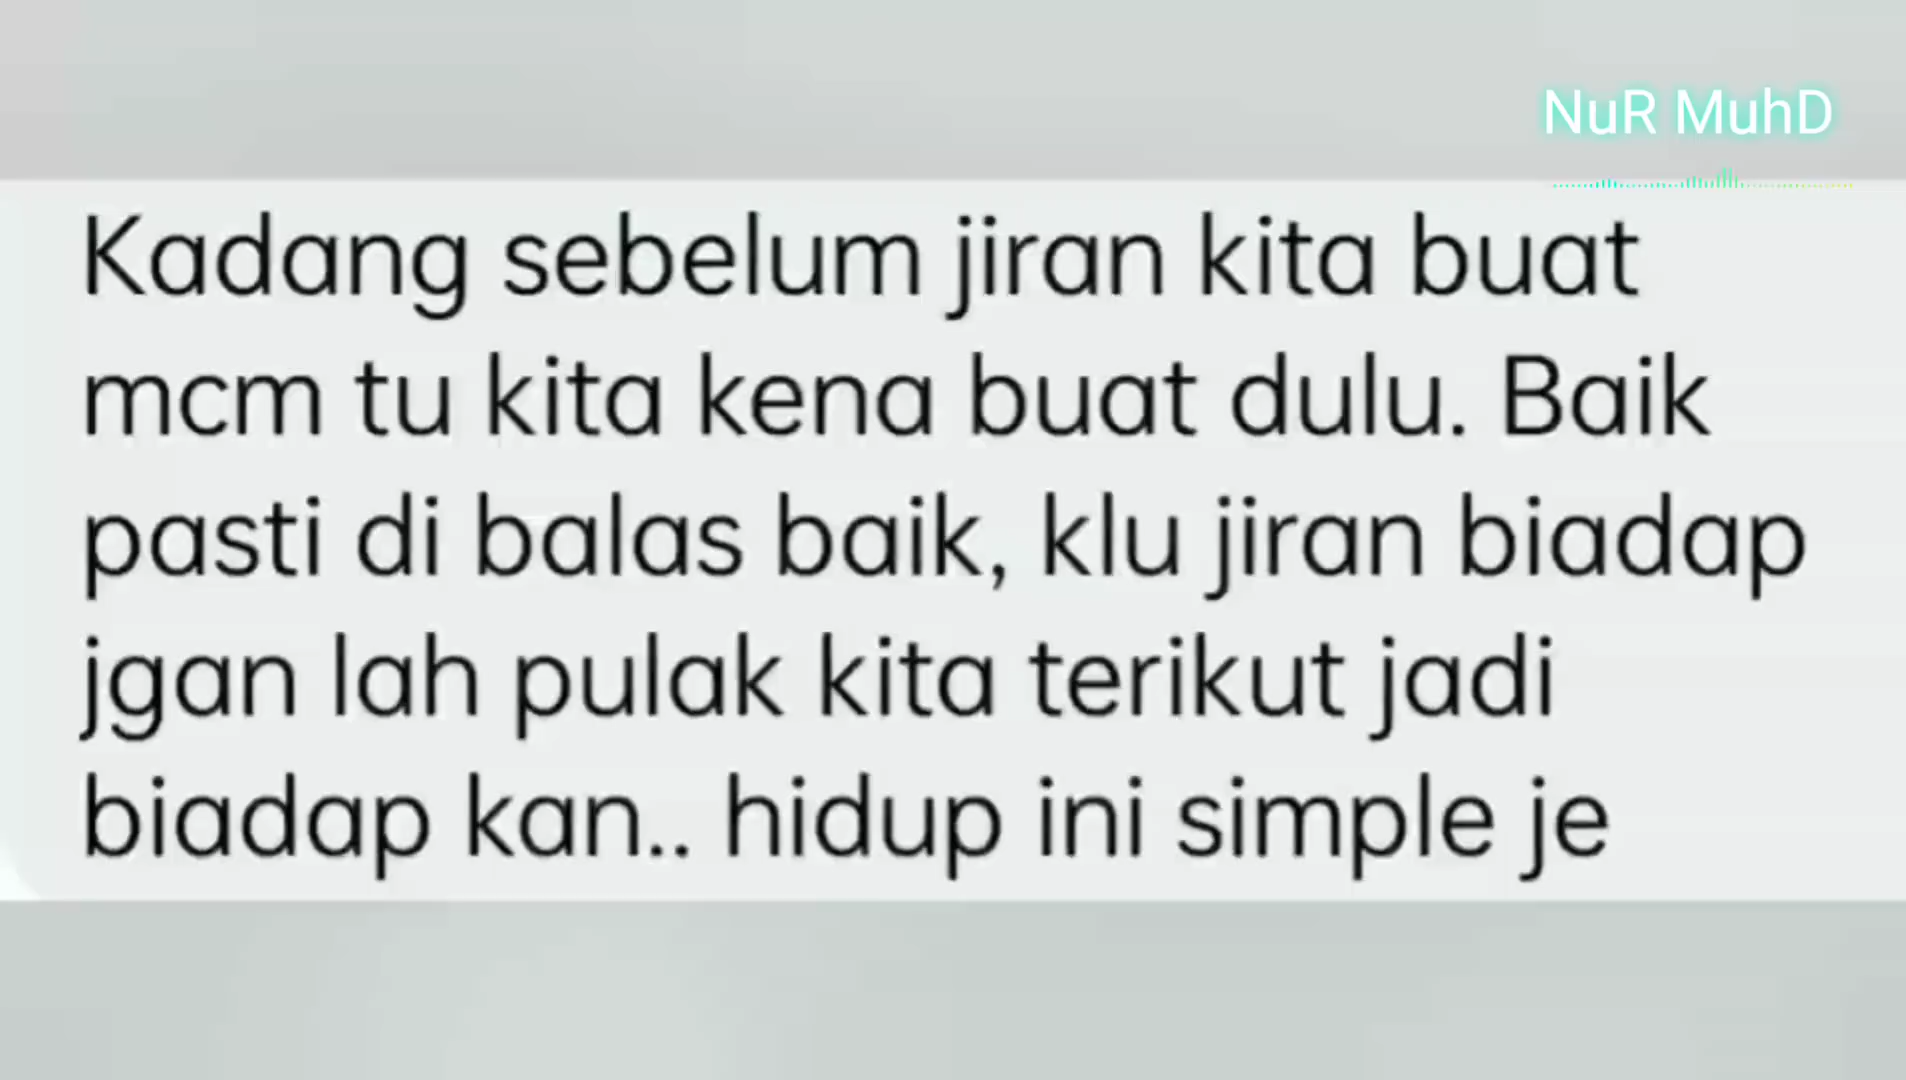 NuR MuhD
Kadang sebelum jiran kita buat
mcm tu kita kena buat dulu. Baik
pasti di balas baik, klu jiran biadap
jgan lah pulak kita terikut jadi
biadap kan.. hidup ini simple je